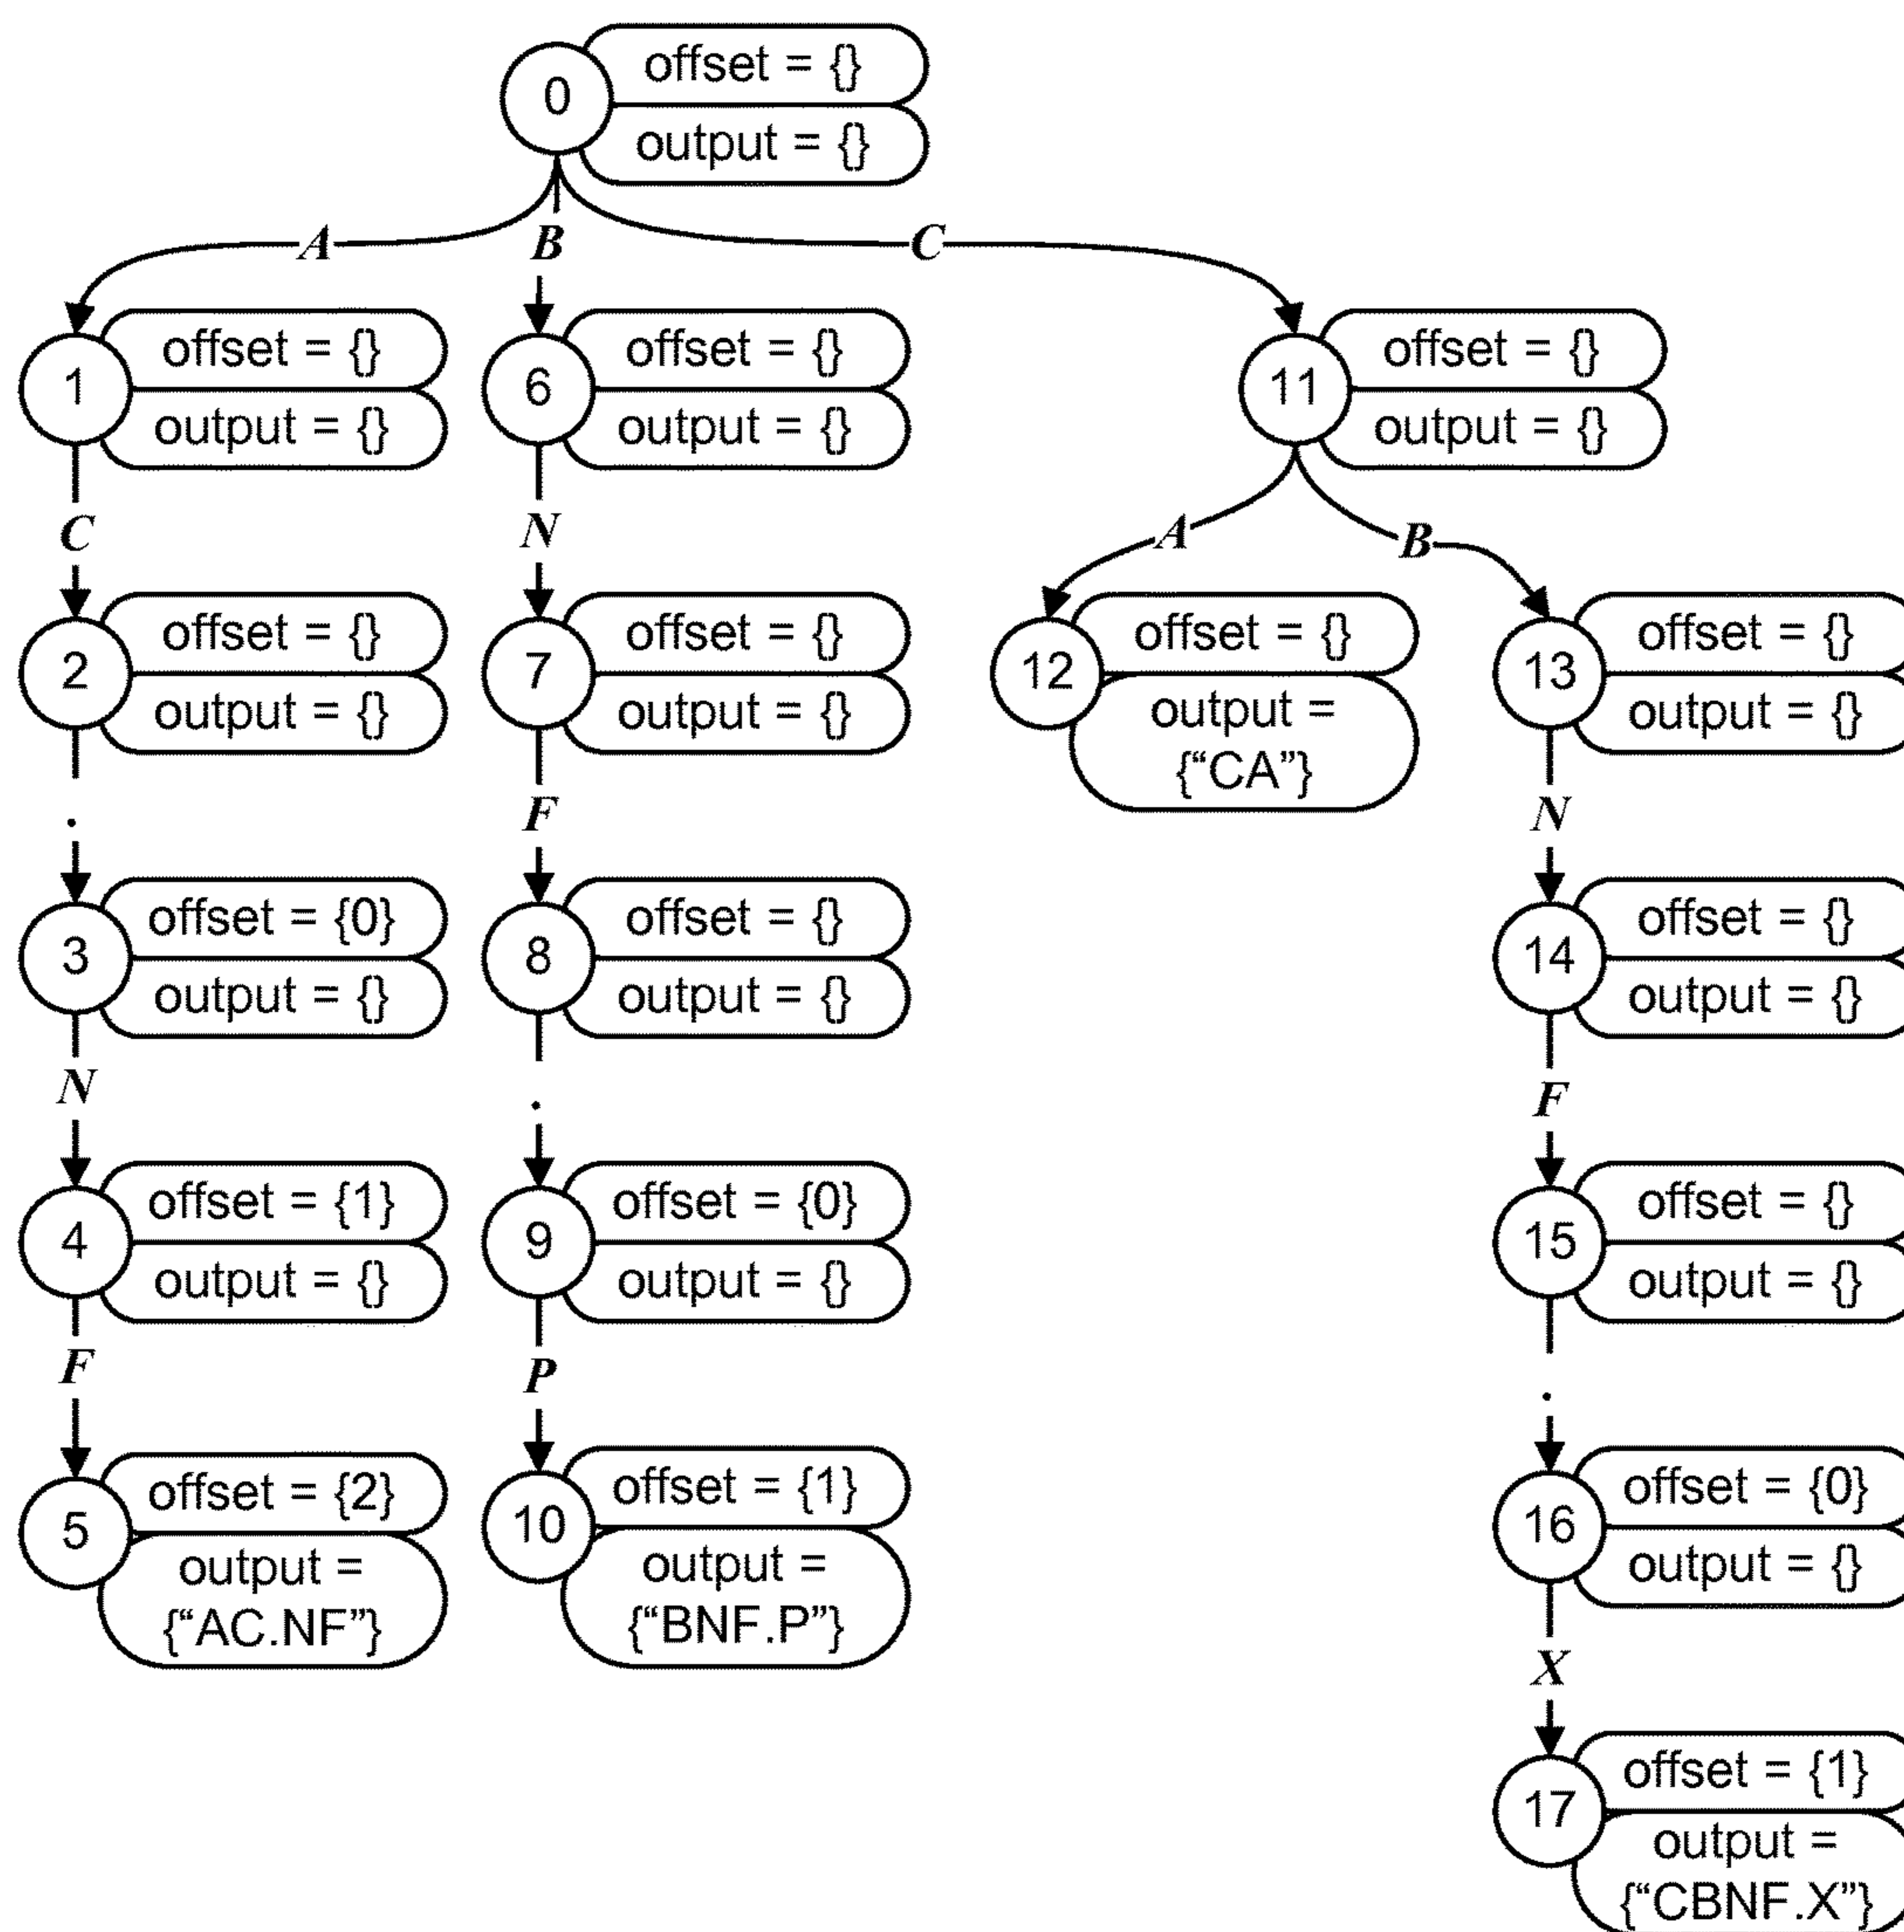 offset = {}
0
output = {}
A
B
C
offset = {}
1
output = {}
offset = {}
6
output = {}
offset = {}
11
output = {}
C
N
A
B
offset = {}
2
output = {}
offset = {}
7
output = {}
offset = {}
12
output =
{“CA”}
offset = {}
13
output = {}
.
F
N
offset = {0}
3
output = {}
offset = {}
8
output = {}
offset = {}
14
output = {}
N
.
F
offset = {1}
4
output = {}
offset = {0}
9
output = {}
offset = {}
15
output = {}
F
P
.
offset = {2}
5
output =
{“AC.NF”}
offset = {1}
10
output =
{“BNF.P”}
offset = {0}
16
output = {}
X
offset = {1}
17
output =
{“CBNF.X”}